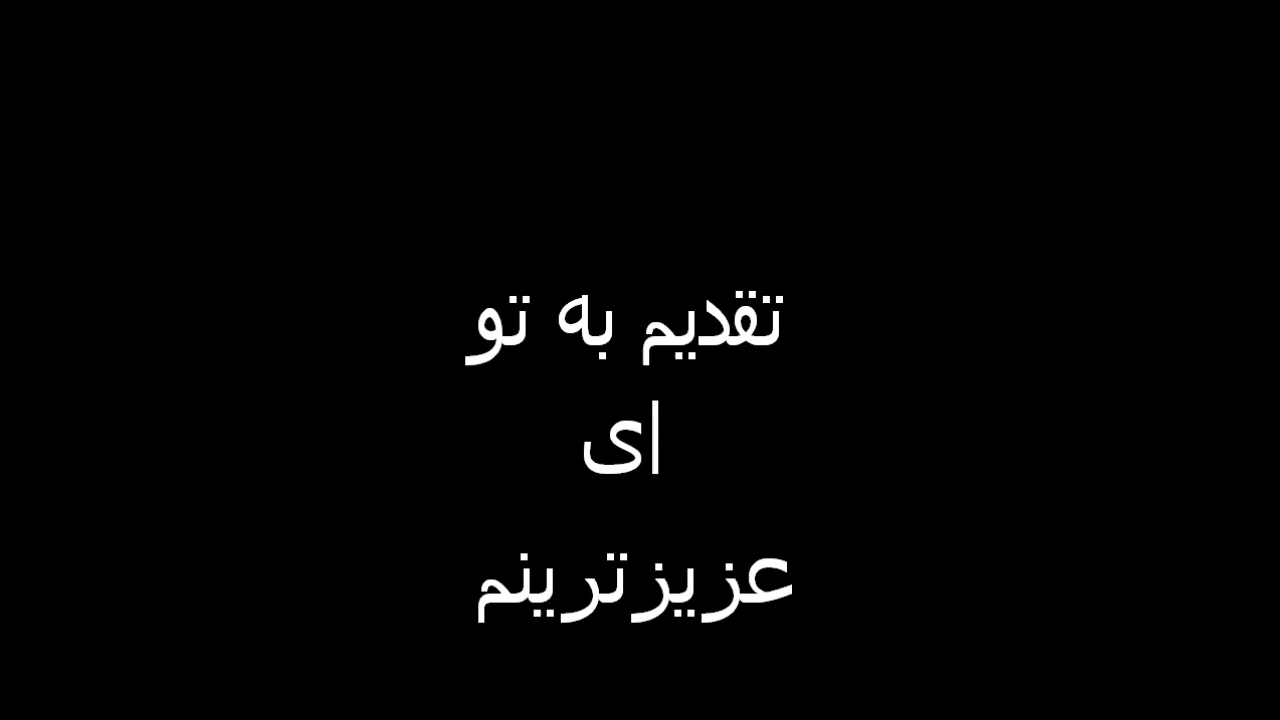 تقدیم به تو
ای
عزیزترینم